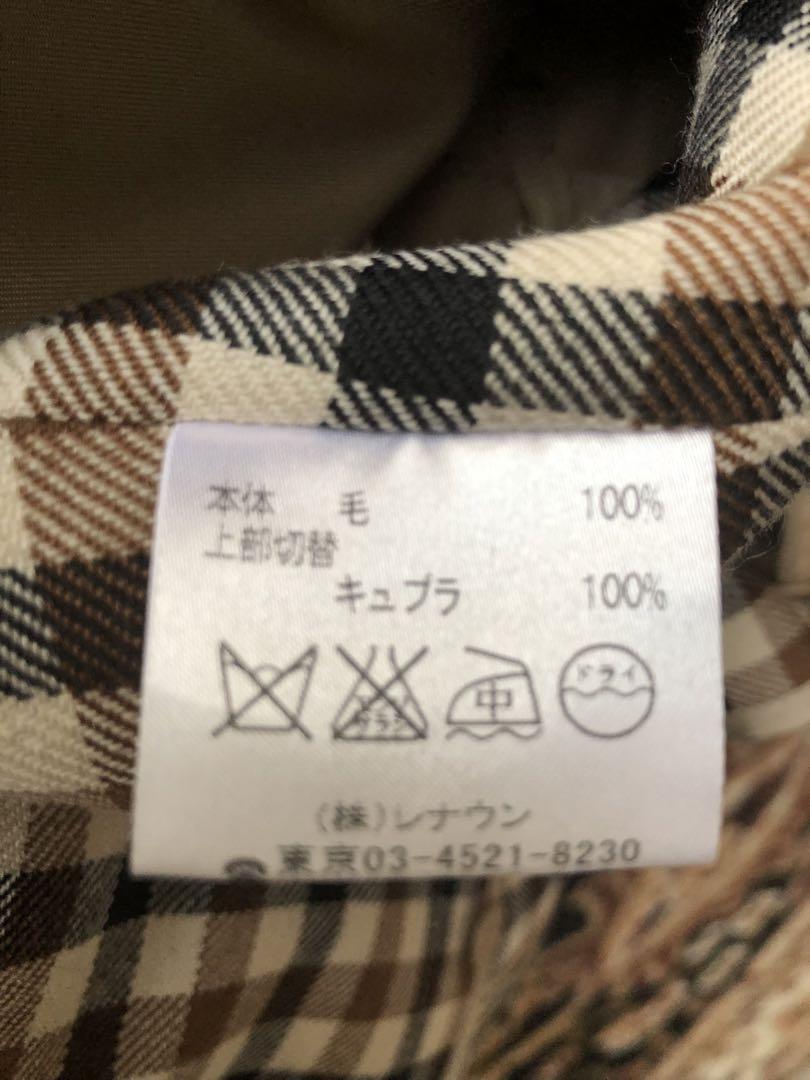 本体 毛 100%
上部切替
キュプラ 100%
中 ドライ
(株)レナウン
東京03-4521-8230